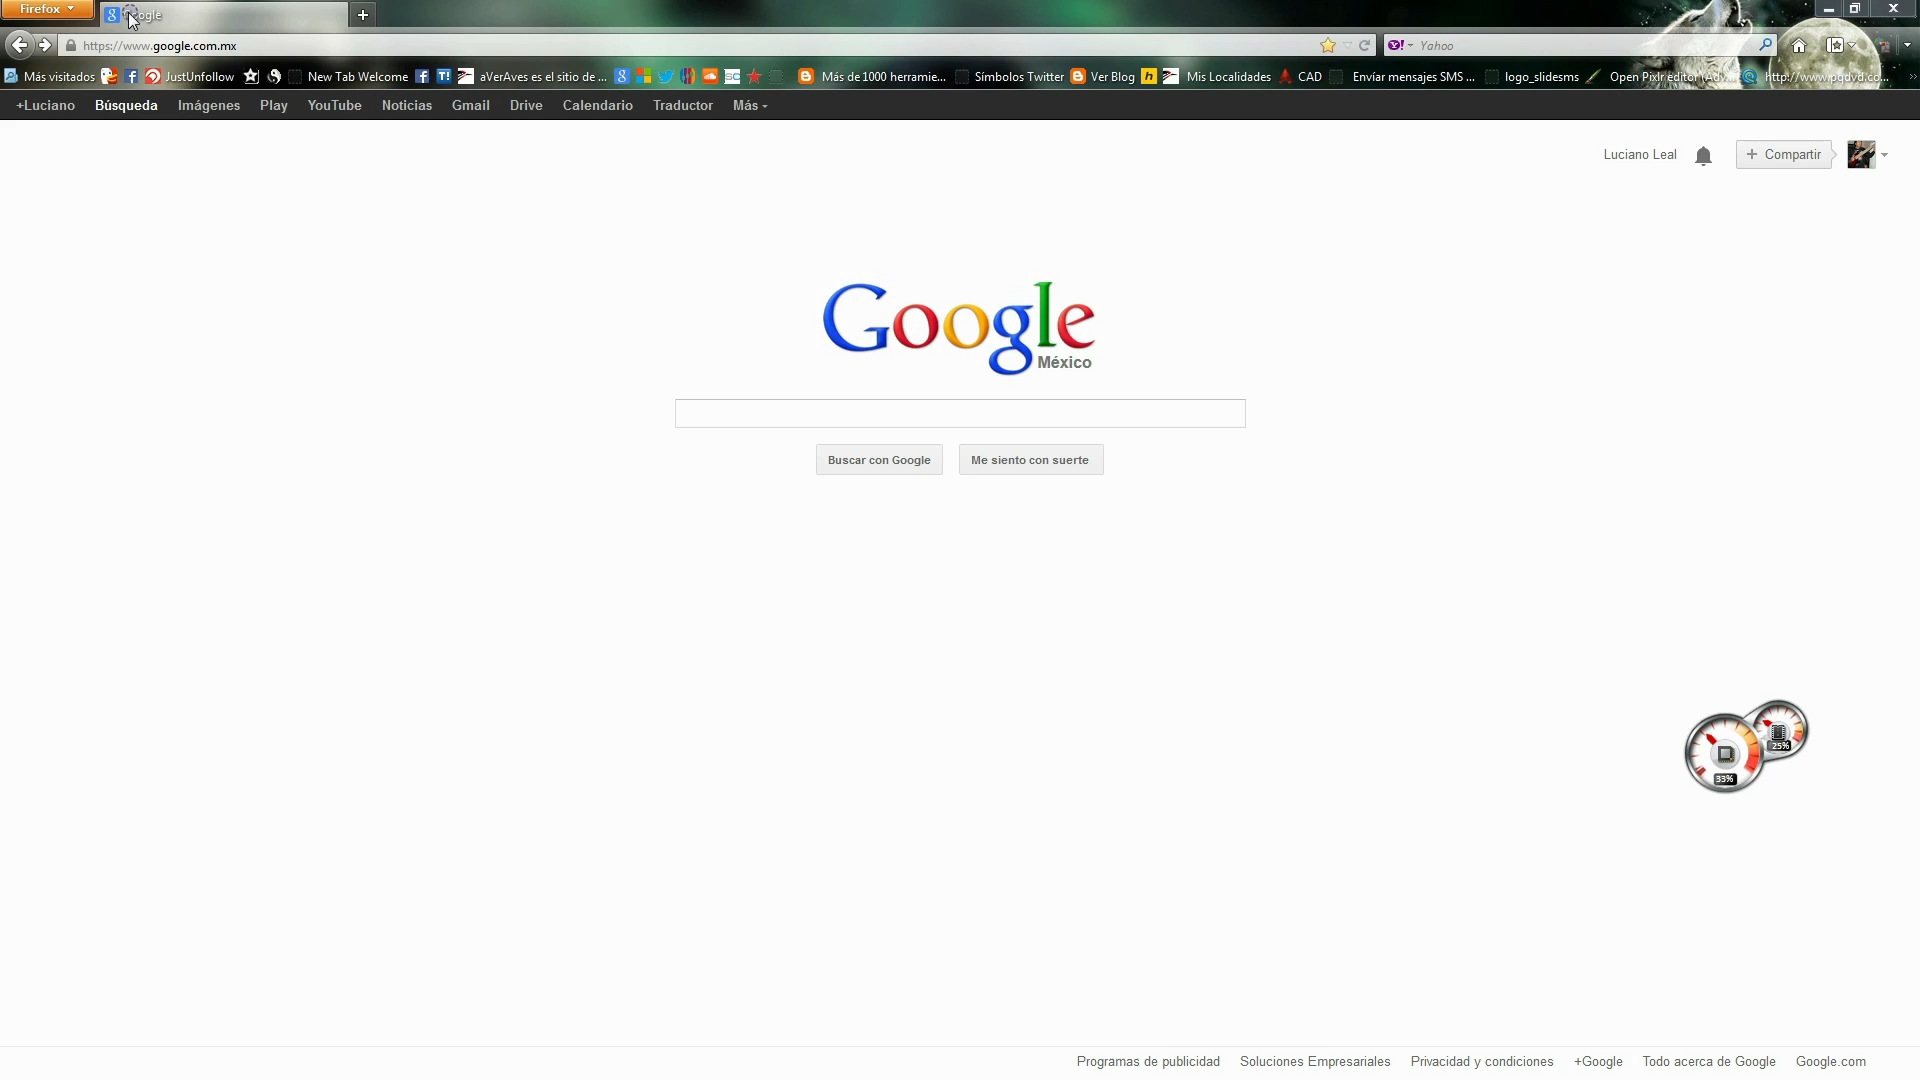 Firefox
Google
https://www.google.com.mx
Yahoo
Más visitados JustUnfollow New Tab Welcome aVerAves es el sitio de ... Más de 1000 herramie... Símbolos Twitter Ver Blog Mis Localidades CAD Envíar mensajes SMS ... logo_slidesms Open Pixlr editor (Adv... http://www.pqdvd.co...
+Luciano Búsqueda Imágenes Play YouTube Noticias Gmail Drive Calendario Traductor Más
Luciano Leal + Compartir
Google
México
Buscar con Google Me siento con suerte
25%
33%
Programas de publicidad Soluciones Empresariales Privacidad y condiciones +Google Todo acerca de Google Google.com